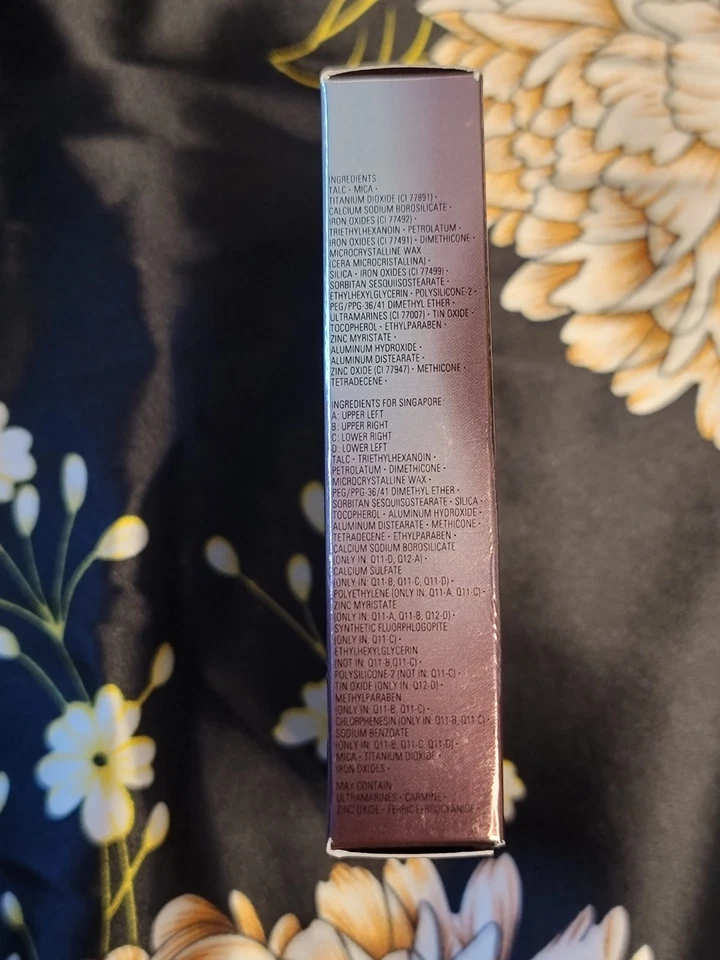 INGREDIENTS
TALC • MICA •
TITANIUM DIOXIDE (CI 77891) •
CALCIUM SODIUM BOROSILICATE •
IRON OXIDES (CI 77492) •
TRIETHYLHEXANOIN • PETROLATUM •
IRON OXIDES (CI 77491) • DIMETHICONE •
MICROCRYSTALLINE WAX
(CERA MICROCRISTALLINA) •
SILICA • IRON OXIDES (CI 77499) •
SORBITAN SESQUIISOSTEARATE •
ETHYLHEXYLGLYCERIN • POLYSILICONE-2 •
PEG/PPG-36/41 DIMETHYL ETHER •
ULTRAMARINES (CI 77007) • TIN OXIDE •
TOCOPHEROL • ETHYLPARABEN •
ZINC MYRISTATE •
ALUMINUM HYDROXIDE •
ALUMINUM DISTEARATE •
ZINC OXIDE (CI 77947) • METHICONE •
TETRADECENE •
INGREDIENTS FOR SINGAPORE:
A: UPPER LEFT
B: UPPER RIGHT
C: LOWER RIGHT
D: LOWER LEFT
TALC • TRIETHYLHEXANOIN •
PETROLATUM • DIMETHICONE •
MICROCRYSTALLINE WAX •
PEG/PPG-36/41 DIMETHYL ETHER •
SORBITAN SESQUIISOSTEARATE • SILICA •
TOCOPHEROL • ALUMINUM HYDROXIDE •
ALUMINUM DISTEARATE • METHICONE •
TETRADECENE • ETHYLPARABEN •
CALCIUM SODIUM BOROSILICATE
(ONLY IN: Q11-D, Q12-A) •
CALCIUM SULFATE
(ONLY IN: Q11-B, Q11-C, Q11-D) •
POLYETHYLENE (ONLY IN: Q11-A, Q11-C) •
ZINC MYRISTATE
(ONLY IN: Q11-A, Q11-B, Q12-D) •
SYNTHETIC FLUORPHLOGOPITE
(ONLY IN: Q11-C) •
ETHYLHEXYLGLYCERIN
(NOT IN: Q11-B,Q11-C) •
POLYSILICONE-2 (NOT IN: Q11-C) •
TIN OXIDE (ONLY IN: Q12-D) •
METHYLPARABEN
(ONLY IN: Q11-B, Q11-C) •
CHLORPHENESIN (ONLY IN: Q11-B, Q11-C) •
SODIUM BENZOATE
(ONLY IN: Q11-B, Q11-C, Q11-D) •
MICA • TITANIUM DIOXIDE •
IRON OXIDES •
MAY CONTAIN
ULTRAMARINES • CARMINE •
ZINC OXIDE • FERRIC FERROCYANIDE •